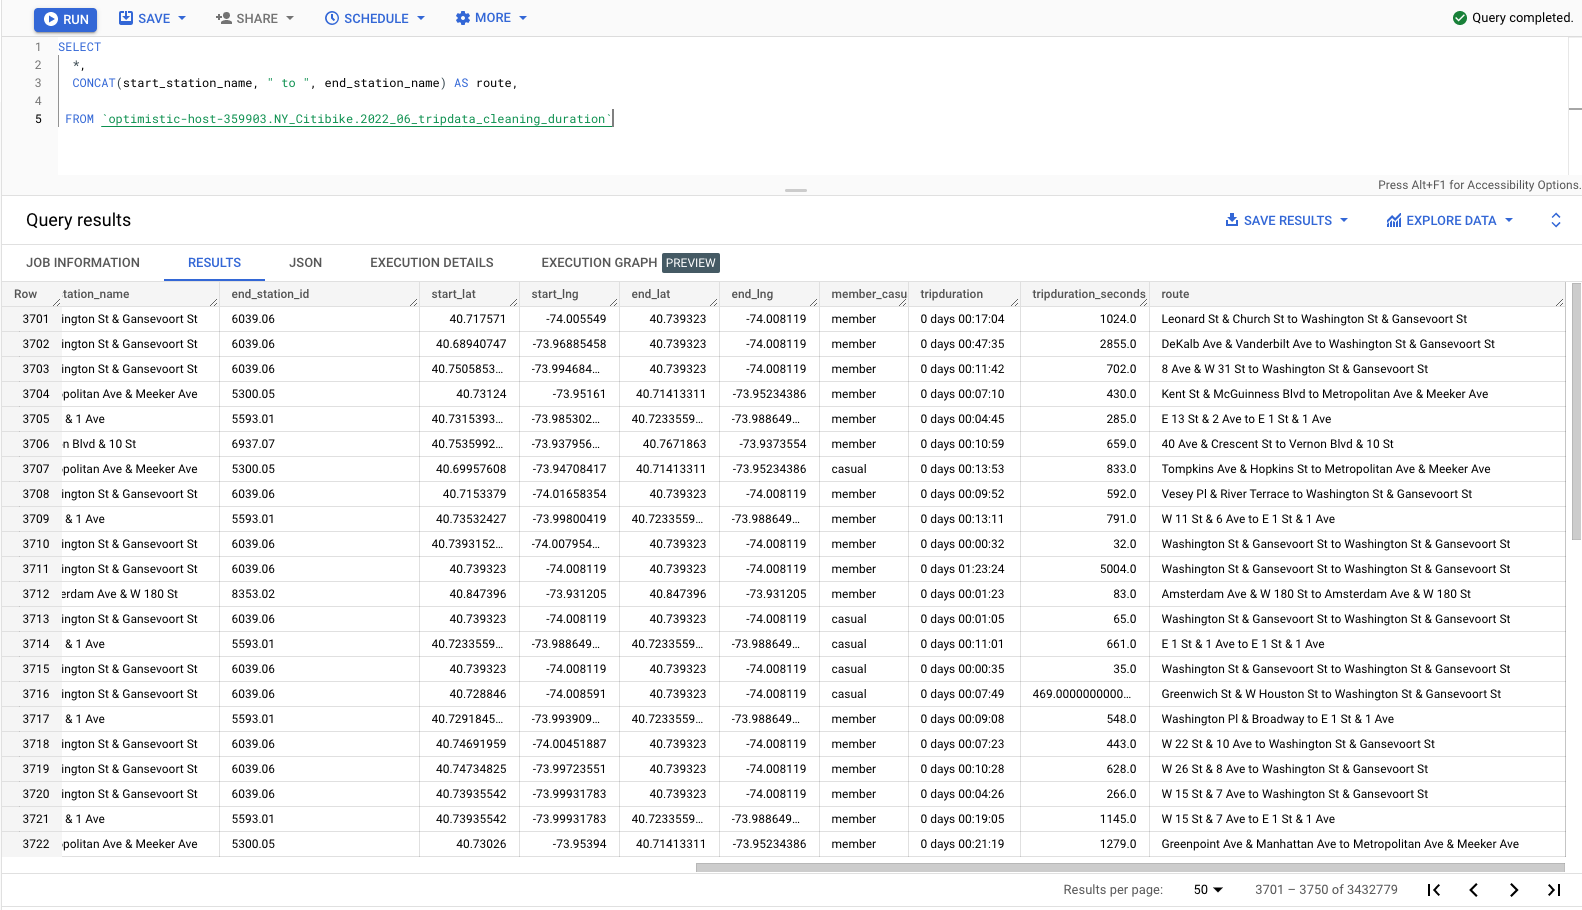 RUN SAVE SHARE SCHEDULE MORE Query completed.
1 SELECT
2 *,
3 CONCAT(start_station_name, " to ", end_station_name) AS route,
4
5 FROM `optimistic-host-359903.NY_Citibike.2022_06_tripdata_cleaning_duration`
Press Alt+F1 for Accessibility Options.
Query results SAVE RESULTS EXPLORE DATA
JOB INFORMATION RESULTS JSON EXECUTION DETAILS EXECUTION GRAPH PREVIEW
Row tation_name end_station_id start_lat start_lng end_lat end_lng member_casu tripduration tripduration_seconds route
3701 ington St & Gansevoort St 6039.06 40.717571 -74.005549 40.739323 -74.008119 member 0 days 00:17:04 1024.0 Leonard St & Church St to Washington St & Gansevoort St
3702 ington St & Gansevoort St 6039.06 40.68940747 -73.96885458 40.739323 -74.008119 member 0 days 00:47:35 2855.0 DeKalb Ave & Vanderbilt Ave to Washington St & Gansevoort St
3703 ington St & Gansevoort St 6039.06 40.7505853... -73.994684... 40.739323 -74.008119 member 0 days 00:11:42 702.0 8 Ave & W 31 St to Washington St & Gansevoort St
3704 politan Ave & Meeker Ave 5300.05 40.73124 -73.95161 40.71413311 -73.95234386 member 0 days 00:07:10 430.0 Kent St & McGuinness Blvd to Metropolitan Ave & Meeker Ave
3705 & 1 Ave 5593.01 40.7315393... -73.985302... 40.7233559... -73.988649... member 0 days 00:04:45 285.0 E 13 St & 2 Ave to E 1 St & 1 Ave
3706 n Blvd & 10 St 6937.07 40.7535992... -73.937956... 40.7671863 -73.9373554 member 0 days 00:10:59 659.0 40 Ave & Crescent St to Vernon Blvd & 10 St
3707 politan Ave & Meeker Ave 5300.05 40.69957608 -73.94708417 40.71413311 -73.95234386 casual 0 days 00:13:53 833.0 Tompkins Ave & Hopkins St to Metropolitan Ave & Meeker Ave
3708 ington St & Gansevoort St 6039.06 40.7153379 -74.01658354 40.739323 -74.008119 member 0 days 00:09:52 592.0 Vesey Pl & River Terrace to Washington St & Gansevoort St
3709 & 1 Ave 5593.01 40.73532427 -73.99800419 40.7233559... -73.988649... member 0 days 00:13:11 791.0 W 11 St & 6 Ave to E 1 St & 1 Ave
3710 ington St & Gansevoort St 6039.06 40.7393152... -74.007954... 40.739323 -74.008119 member 0 days 00:00:32 32.0 Washington St & Gansevoort St to Washington St & Gansevoort St
3711 ington St & Gansevoort St 6039.06 40.739323 -74.008119 40.739323 -74.008119 member 0 days 01:23:24 5004.0 Washington St & Gansevoort St to Washington St & Gansevoort St
3712 erdam Ave & W 180 St 8353.02 40.847396 -73.931205 40.847396 -73.931205 member 0 days 00:01:23 83.0 Amsterdam Ave & W 180 St to Amsterdam Ave & W 180 St
3713 ington St & Gansevoort St 6039.06 40.739323 -74.008119 40.739323 -74.008119 casual 0 days 00:01:05 65.0 Washington St & Gansevoort St to Washington St & Gansevoort St
3714 & 1 Ave 5593.01 40.7233559... -73.988649... 40.7233559... -73.988649... casual 0 days 00:11:01 661.0 E 1 St & 1 Ave to E 1 St & 1 Ave
3715 ington St & Gansevoort St 6039.06 40.739323 -74.008119 40.739323 -74.008119 casual 0 days 00:00:35 35.0 Washington St & Gansevoort St to Washington St & Gansevoort St
3716 ington St & Gansevoort St 6039.06 40.728846 -74.008591 40.739323 -74.008119 casual 0 days 00:07:49 469.0000000000... Greenwich St & W Houston St to Washington St & Gansevoort St
3717 & 1 Ave 5593.01 40.7291845... -73.993909... 40.7233559... -73.988649... member 0 days 00:09:08 548.0 Washington Pl & Broadway to E 1 St & 1 Ave
3718 ington St & Gansevoort St 6039.06 40.74691959 -74.00451887 40.739323 -74.008119 member 0 days 00:07:23 443.0 W 22 St & 10 Ave to Washington St & Gansevoort St
3719 ington St & Gansevoort St 6039.06 40.74734825 -73.99723551 40.739323 -74.008119 member 0 days 00:10:28 628.0 W 26 St & 8 Ave to Washington St & Gansevoort St
3720 ington St & Gansevoort St 6039.06 40.73935542 -73.99931783 40.739323 -74.008119 member 0 days 00:04:26 266.0 W 15 St & 7 Ave to Washington St & Gansevoort St
3721 & 1 Ave 5593.01 40.73935542 -73.99931783 40.7233559... -73.988649... member 0 days 00:19:05 1145.0 W 15 St & 7 Ave to E 1 St & 1 Ave
3722 politan Ave & Meeker Ave 5300.05 40.73026 -73.95394 40.71413311 -73.95234386 member 0 days 00:21:19 1279.0 Greenpoint Ave & Manhattan Ave to Metropolitan Ave & Meeker Ave
Results per page: 50 3701 – 3750 of 3432779